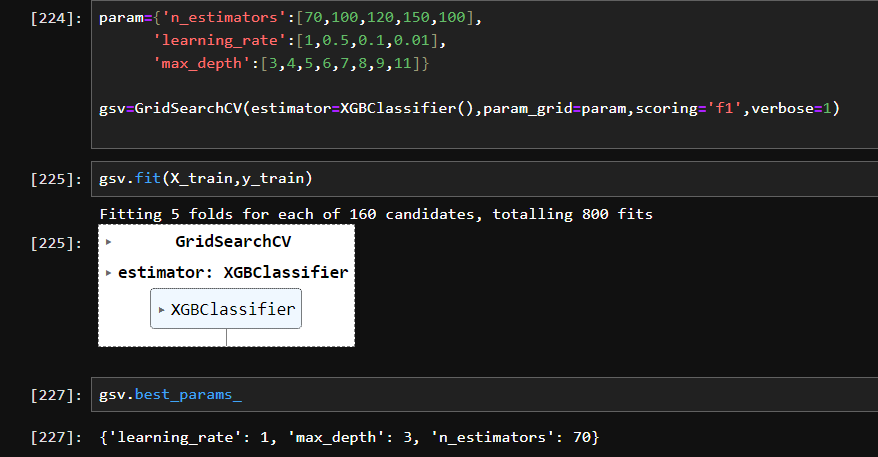 [224]: param={'n_estimators':[70,100,120,150,100],
'learning_rate':[1,0.5,0.1,0.01],
'max_depth':[3,4,5,6,7,8,9,11]}
gsv=GridSearchCV(estimator=XGBClassifier(),param_grid=param,scoring='f1',verbose=1)
[225]: gsv.fit(X_train,y_train)
Fitting 5 folds for each of 160 candidates, totalling 800 fits
[225]: ▸ GridSearchCV
▸ estimator: XGBClassifier
▸ XGBClassifier
[227]: gsv.best_params_
[227]: {'learning_rate': 1, 'max_depth': 3, 'n_estimators': 70}